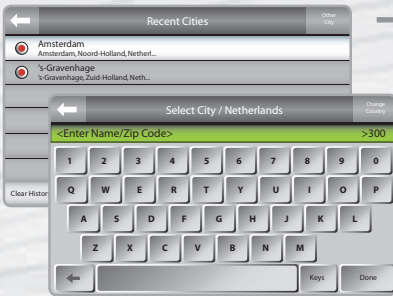 Recent Cities
Other City
Amsterdam
Amsterdam, Noord-Holland, Netherl...
's-Gravenhage
's-Gravenhage, Zuid-Holland, Neth...
Clear Histor
Select City / Netherlands
Change Country
<Enter Name/Zip Code> >300
1 2 3 4 5 6 7 8 9 0
Q W E R T Y U I O P
A S D F G H J K L
Z X C V B N M
Keys Done